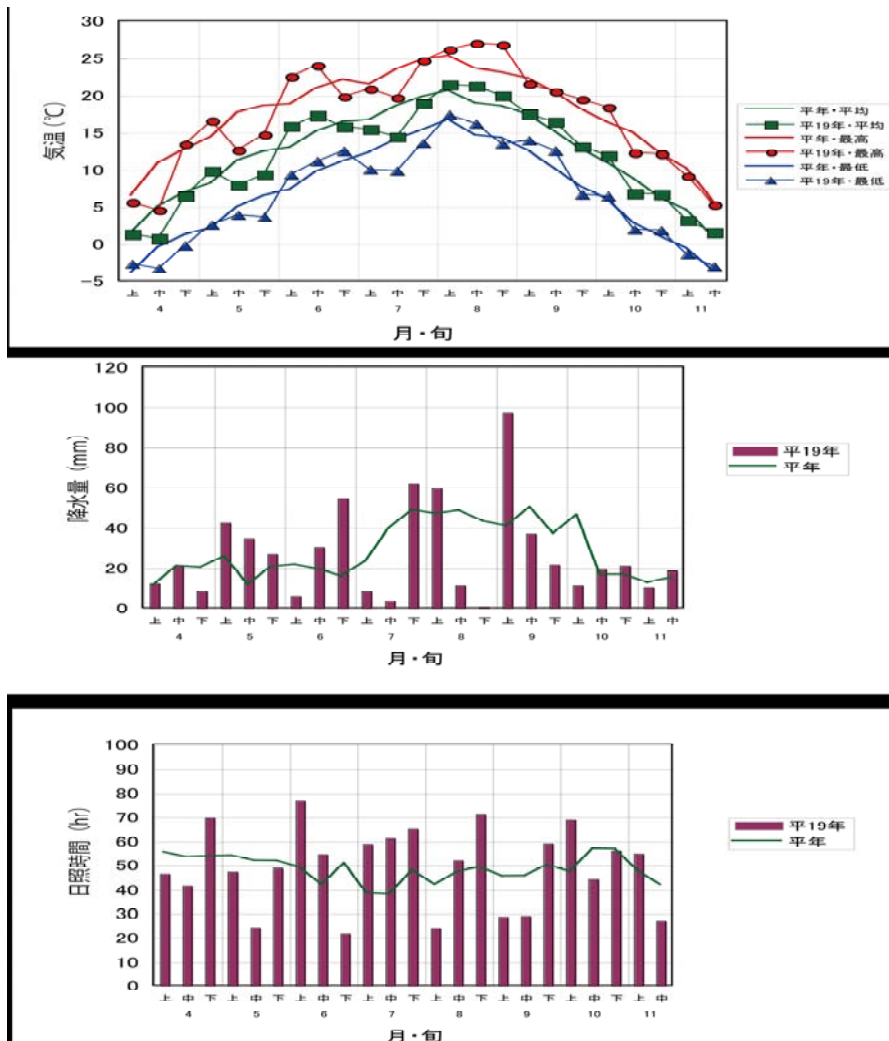 30
25
20
15
10
5
0
−5
気温(℃)
上 中 下 上 中 下 上 中 下 上 中 下 上 中 下 上 中 下 上 中 下 上 中
4 5 6 7 8 9 10 11
月・旬
平年・平均
平19年・平均
平年・最高
平19年・最高
平年・最低
平19年・最低
120
100
80
60
40
20
0
降水量 (mm)
上 中 下 上 中 下 上 中 下 上 中 下 上 中 下 上 中 下 上 中 下 上 中
4 5 6 7 8 9 10 11
月・旬
平19年
平年
100
90
80
70
60
50
40
30
20
10
0
日照時間 (hr)
上 中 下 上 中 下 上 中 下 上 中 下 上 中 下 上 中 下 上 中 下 上 中
4 5 6 7 8 9 10 11
月・旬
平19年
平年